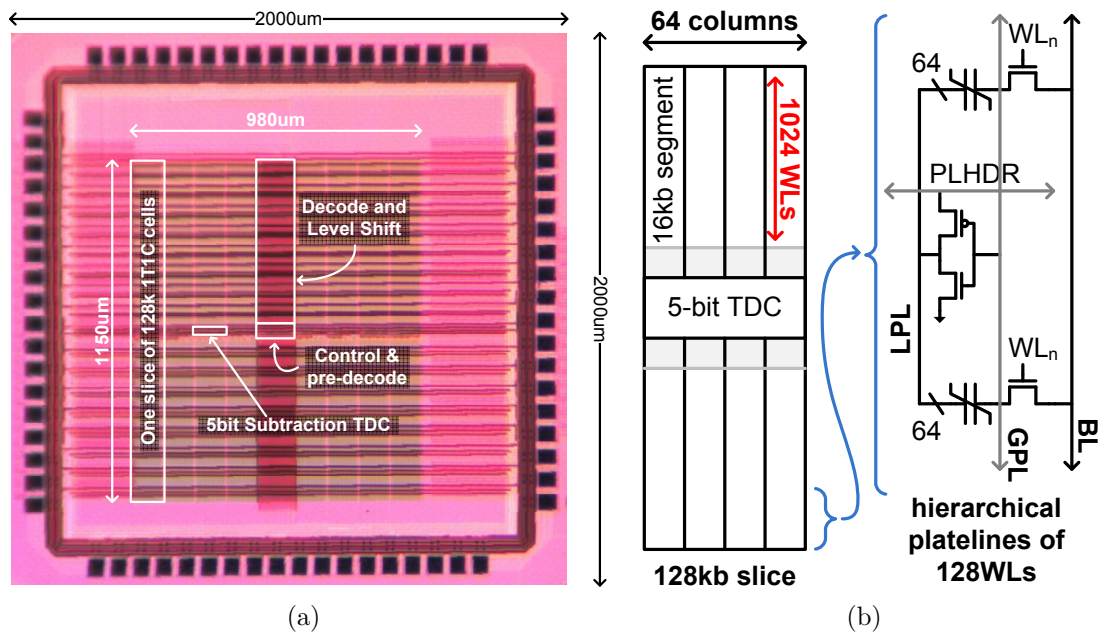 2000um
2000um
980um
1150um
One slice of 128k 1T1C cells
Decode and
Level Shift
Control &
pre-decode
5bit Subtraction TDC
(a)
64 columns
16kb segment
1024 WLs
5-bit TDC
128kb slice
64
WLn
PLHDR
LPL
WLn
64
GPL
BL
hierarchical
platelines of
128WLs
(b)